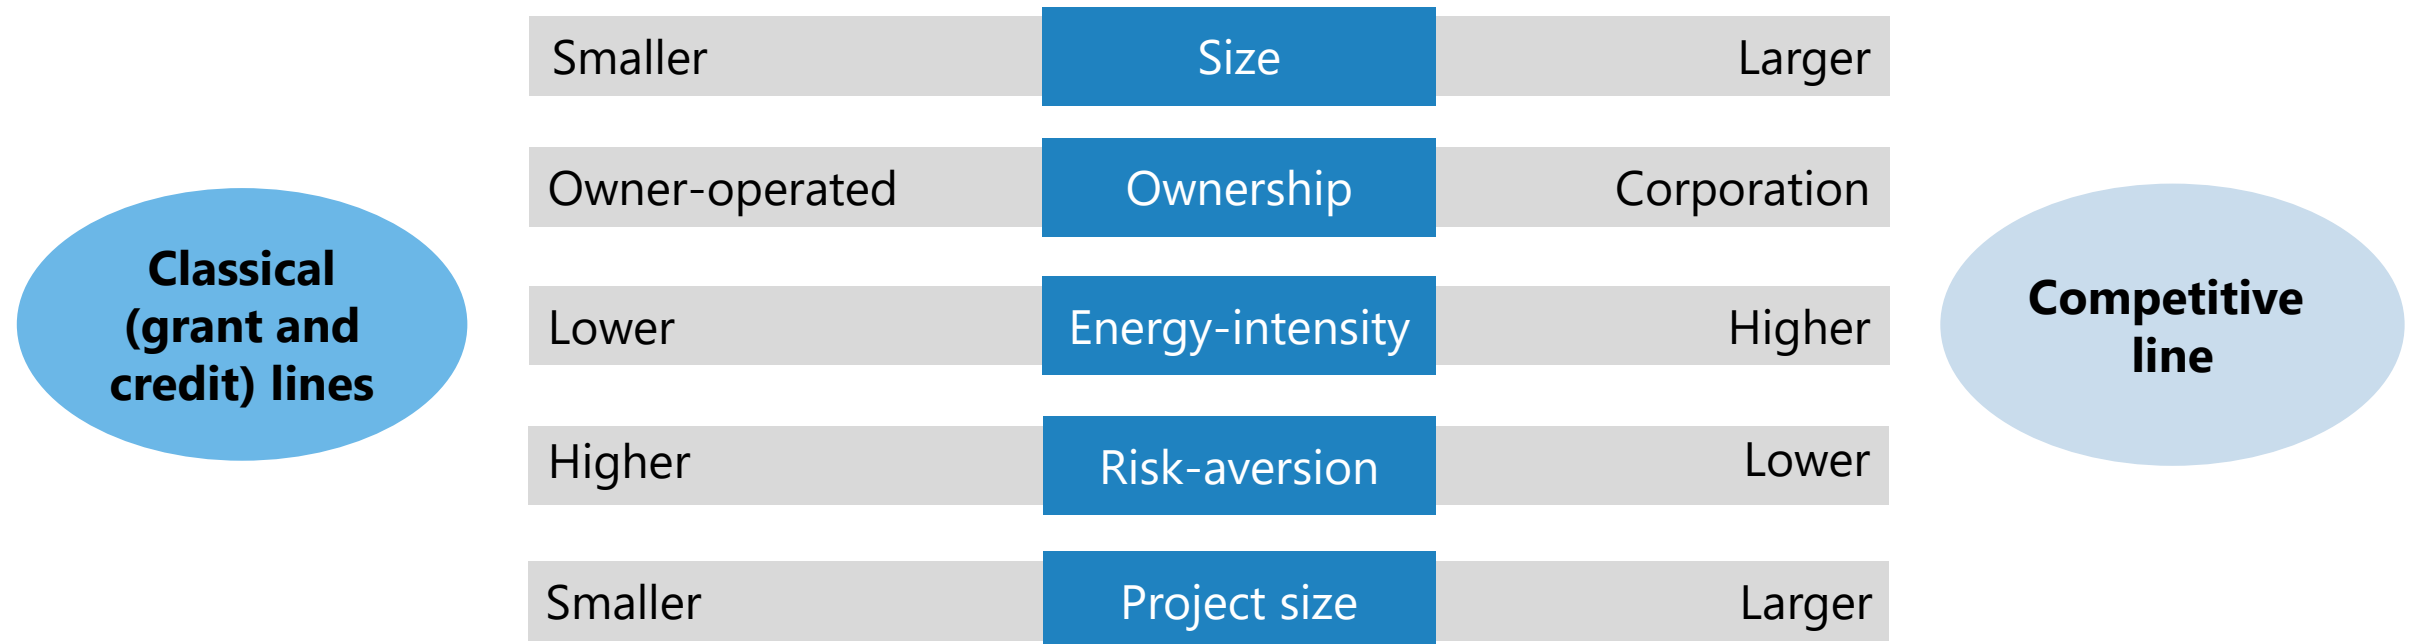 Smaller Size Larger
Owner-operated Ownership Corporation
Classical
(grant and
credit) lines
Lower Energy-intensity Higher
Competitive
line
Higher Risk-aversion Lower
Smaller Project size Larger